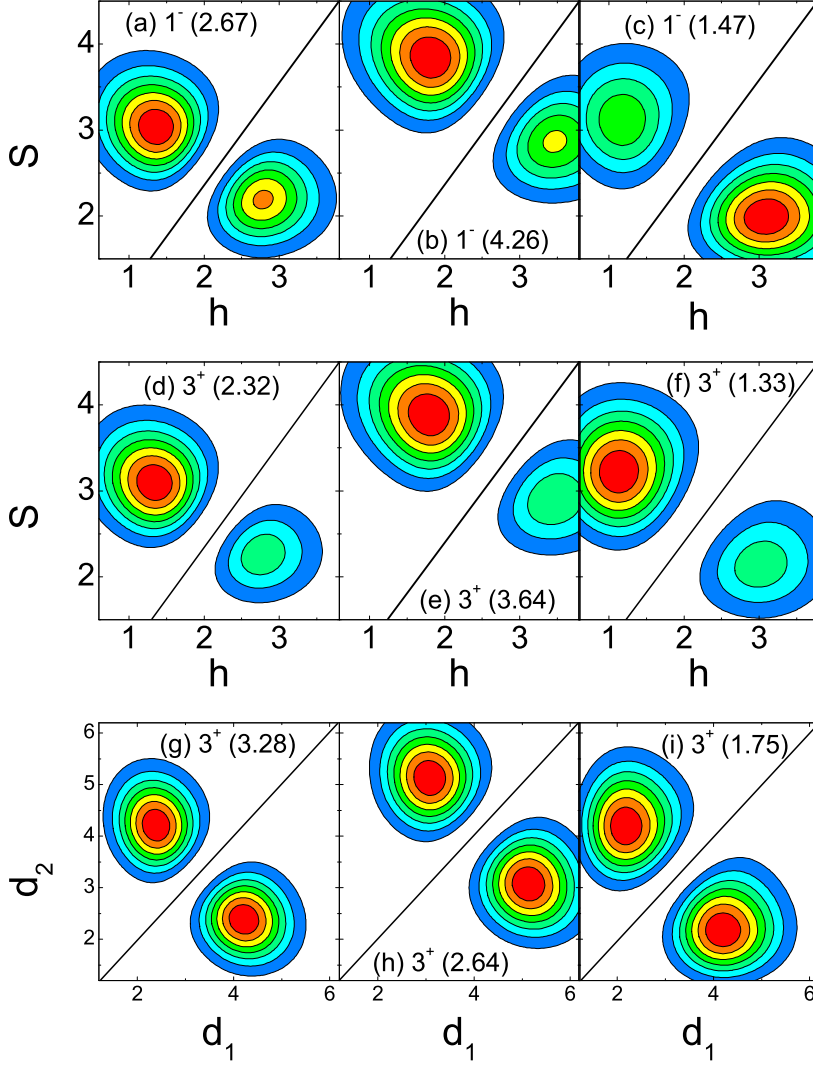 (a) 1⁻ (2.67)
(b) 1⁻ (4.26)
(c) 1⁻ (1.47)
4
3
2
S
1 2 3
1 2 3
1 2 3
h
h
h
(d) 3⁺ (2.32)
(e) 3⁺ (3.64)
(f) 3⁺ (1.33)
4
3
2
S
1 2 3
1 2 3
1 2 3
h
h
h
(g) 3⁺ (3.28)
(h) 3⁺ (2.64)
(i) 3⁺ (1.75)
6
5
4
3
2
d₂
2 4 6
2 4 6
2 4 6
d₁
d₁
d₁